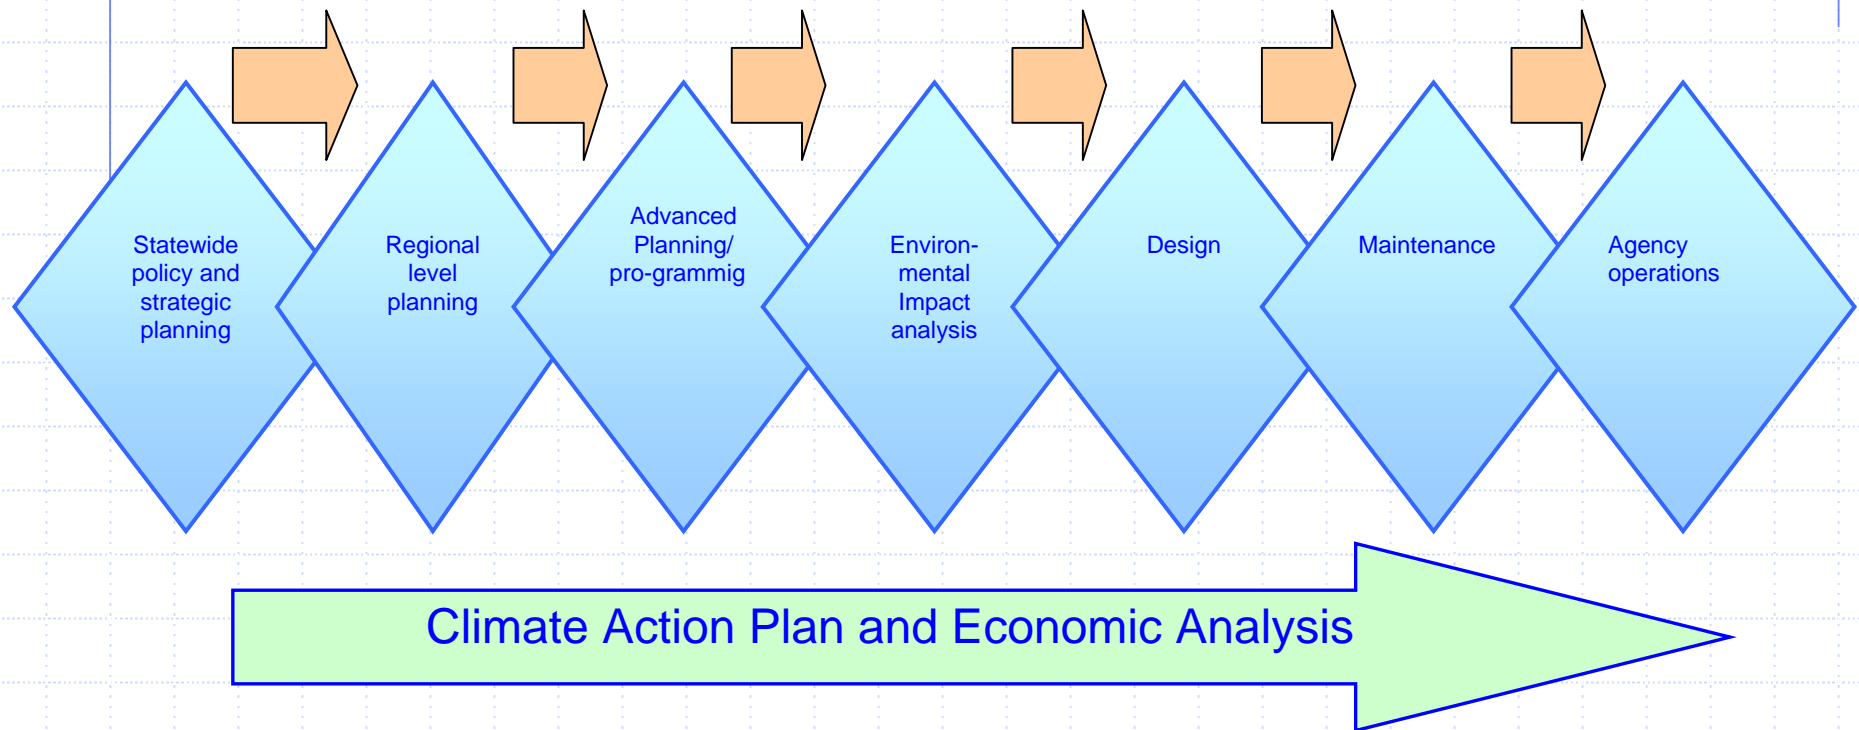 Statewide
policy and
strategic
planning
Regional
level
planning
Advanced
Planning/
pro-grammig
Environ-
mental
Impact
analysis
Design
Maintenance
Agency
operations
Climate Action Plan and Economic Analysis